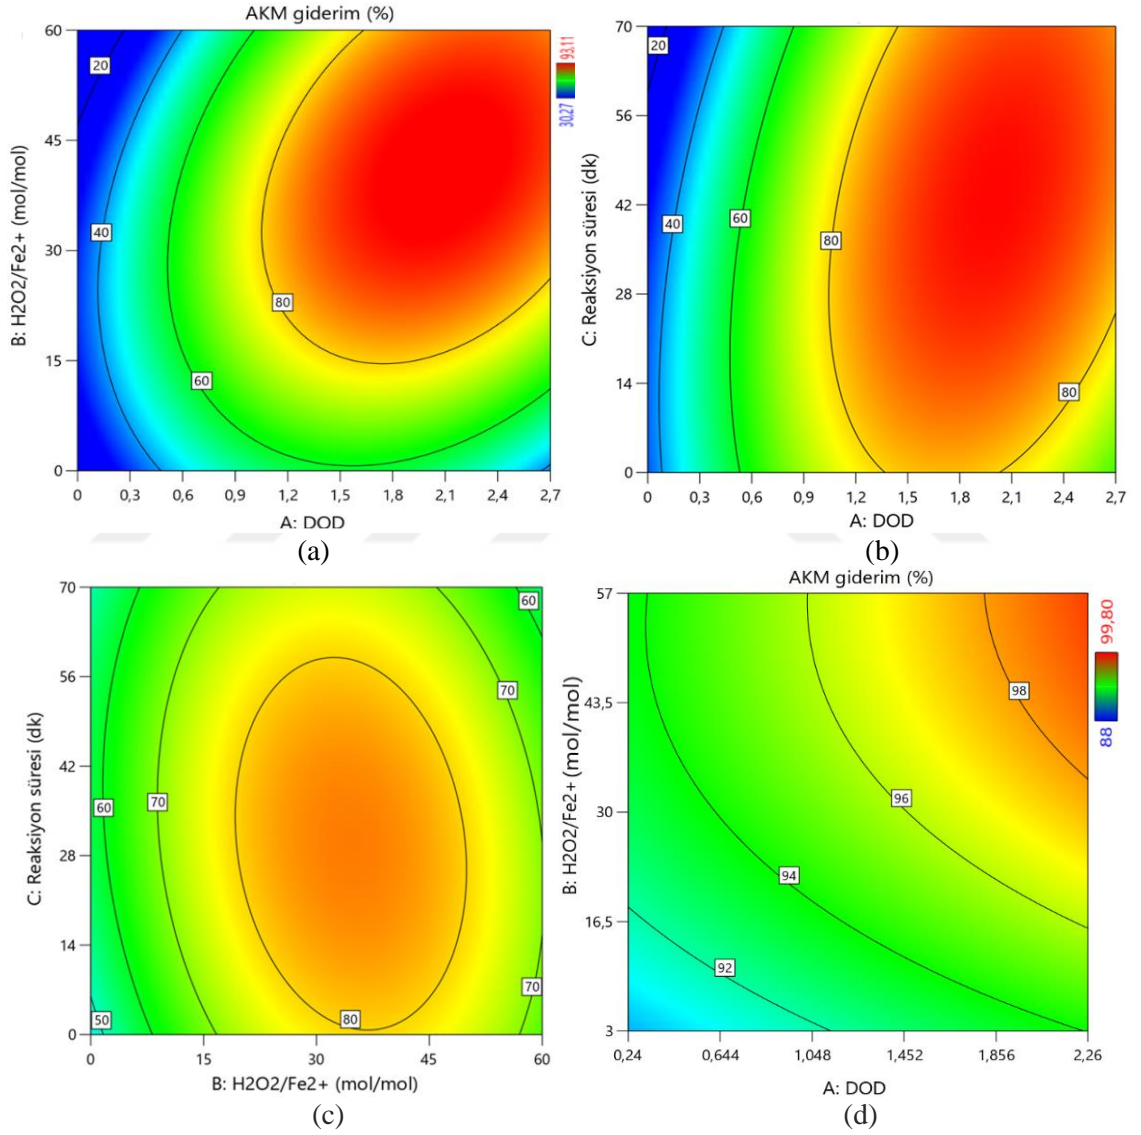 AKM giderim (%)
60
45
30
15
0
B: H2O2/Fe2+ (mol/mol)
20
40
60
80
93,11
30,27
0 0,3 0,6 0,9 1,2 1,5 1,8 2,1 2,4 2,7
A: DOD
(a)
70
56
42
28
14
0
C: Reaksiyon süresi (dk)
20
40
60
80
80
0 0,3 0,6 0,9 1,2 1,5 1,8 2,1 2,4 2,7
A: DOD
(b)
70
56
42
28
14
0
C: Reaksiyon süresi (dk)
60
70
60
70
70
50
80
0 15 30 45 60
B: H2O2/Fe2+ (mol/mol)
(c)
AKM giderim (%)
57
43,5
30
16,5
3
B: H2O2/Fe2+ (mol/mol)
98
96
94
92
99,80
88
0,24 0,644 1,048 1,452 1,856 2,26
A: DOD
(d)